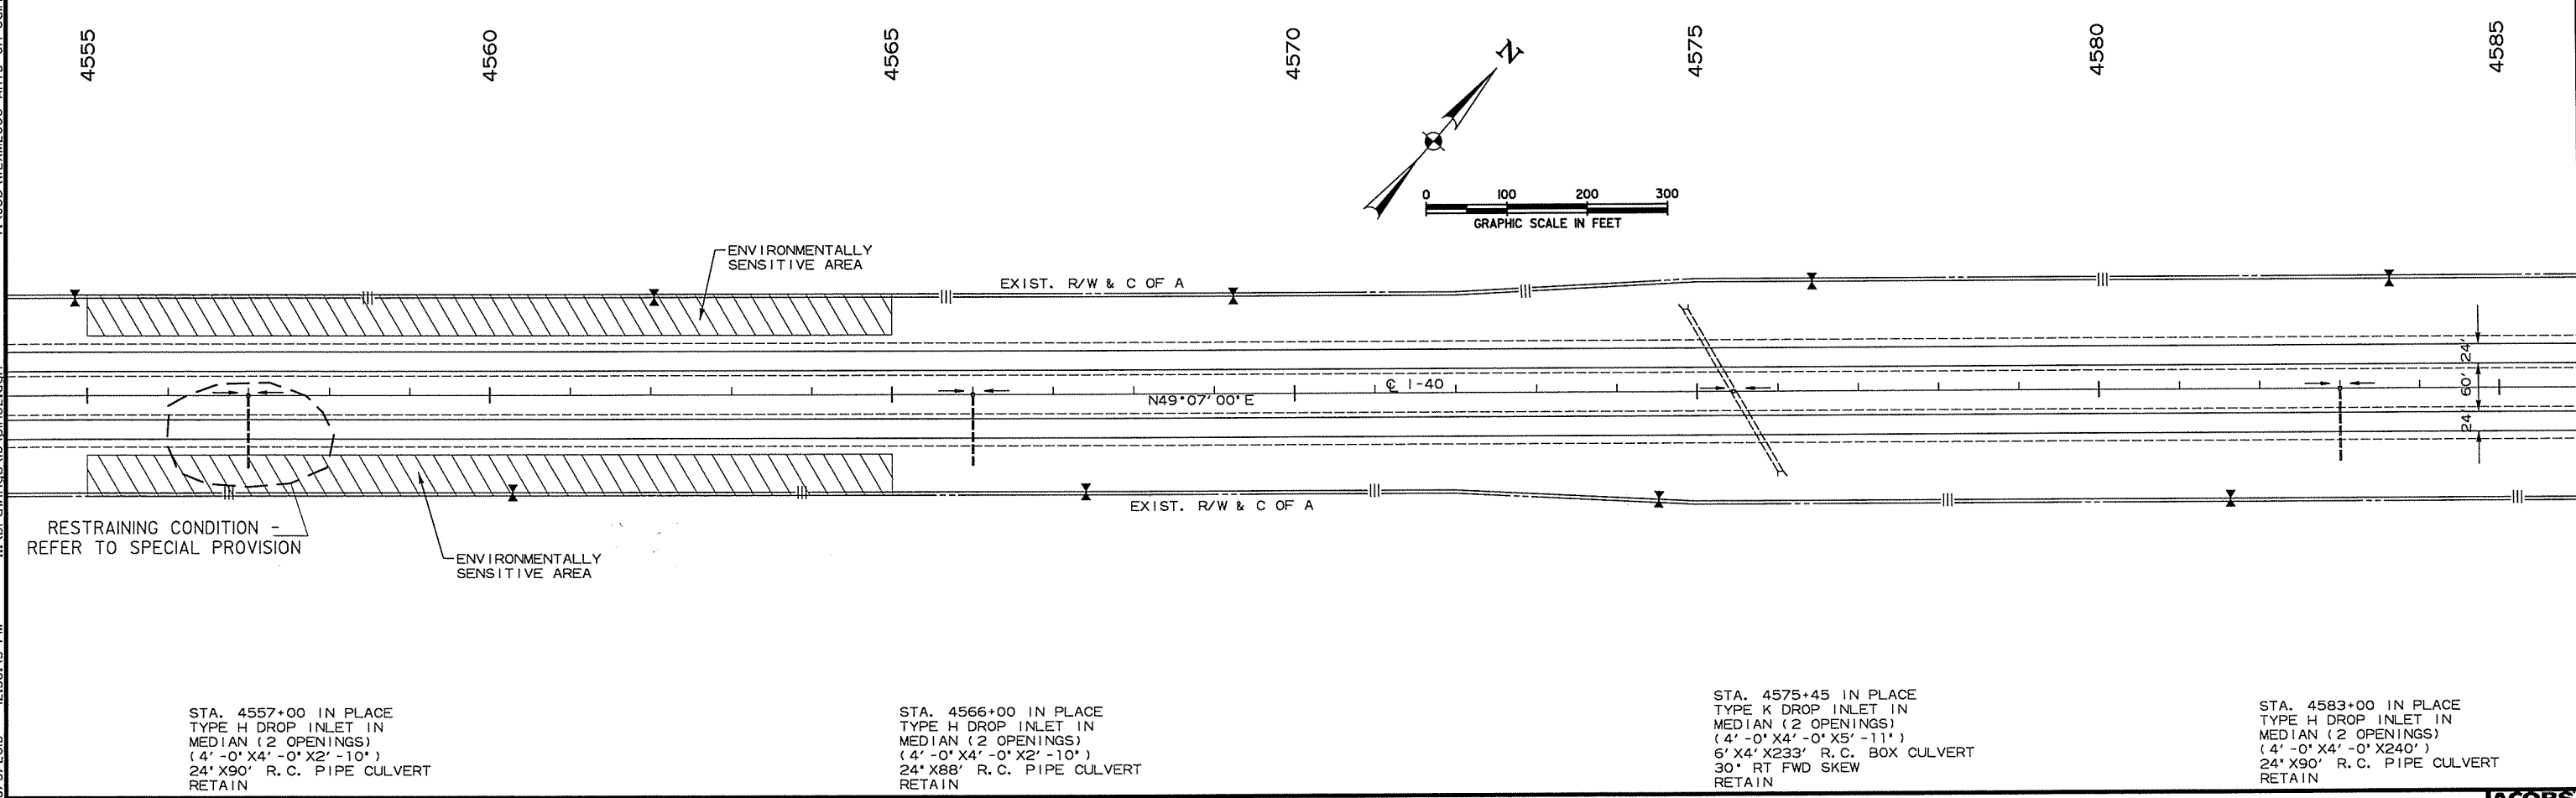 4555
4560
4565
4570
4575
4580
4585
N
0 100 200 300
GRAPHIC SCALE IN FEET
ENVIRONMENTALLY
SENSITIVE AREA
EXIST. R/W & C OF A
24'
60'
24'
℄ I-40
N49°07'00"E
EXIST. R/W & C OF A
RESTRAINING CONDITION -
REFER TO SPECIAL PROVISION
ENVIRONMENTALLY
SENSITIVE AREA
STA. 4557+00 IN PLACE
TYPE H DROP INLET IN
MEDIAN (2 OPENINGS)
(4'-0"X4'-0"X2'-10")
24"X90' R.C. PIPE CULVERT
RETAIN
STA. 4566+00 IN PLACE
TYPE H DROP INLET IN
MEDIAN (2 OPENINGS)
(4'-0"X4'-0"X2'-10")
24"X88' R.C. PIPE CULVERT
RETAIN
STA. 4575+45 IN PLACE
TYPE K DROP INLET IN
MEDIAN (2 OPENINGS)
(4'-0"X4'-0"X5'-11")
6'X4'X233' R.C. BOX CULVERT
30° RT FWD SKEW
RETAIN
STA. 4583+00 IN PLACE
TYPE H DROP INLET IN
MEDIAN (2 OPENINGS)
(4'-0"X4'-0"X240')
24"X90' R.C. PIPE CULVERT
RETAIN
JACOBS